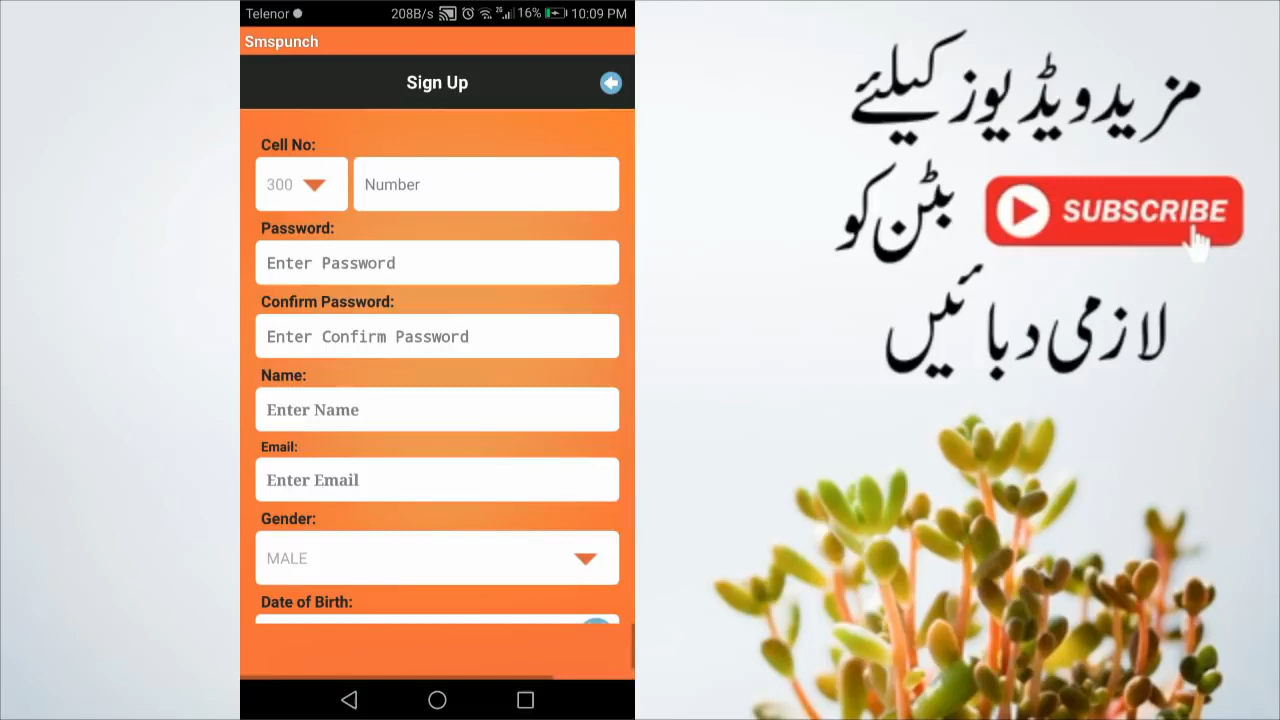 Telenor 208B/s 2G 16% 10:09 PM
Smspunch
Sign Up
Cell No:
300 Number
Password:
Enter Password
Confirm Password:
Enter Confirm Password
Name:
Enter Name
Email:
Enter Email
Gender:
MALE
Date of Birth:
مزید ویڈیوز کیلئے
SUBSCRIBE بٹن کو
لازمی دبائیں